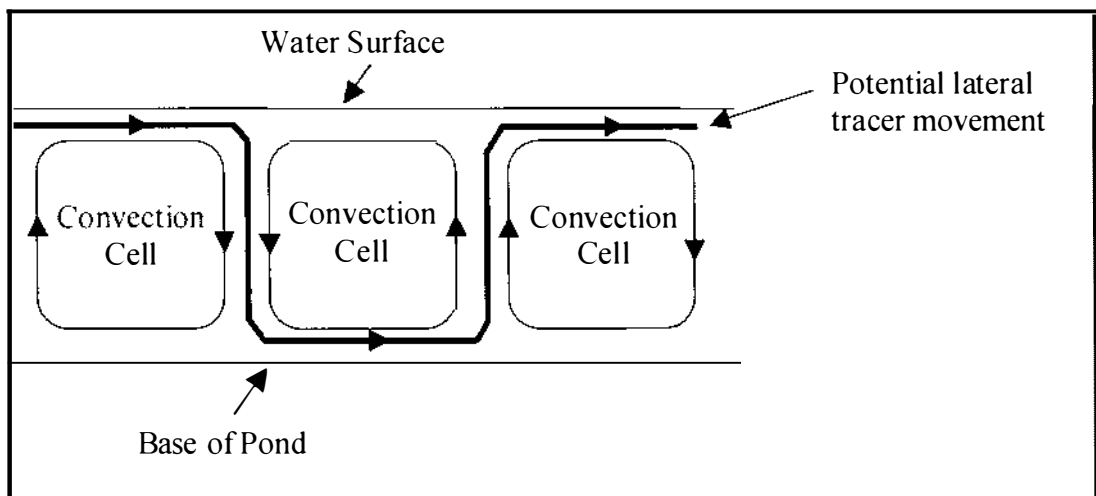 Water Surface
Potential lateral
tracer movement
Convection
Cell
Convection
Cell
Convection
Cell
Base of Pond